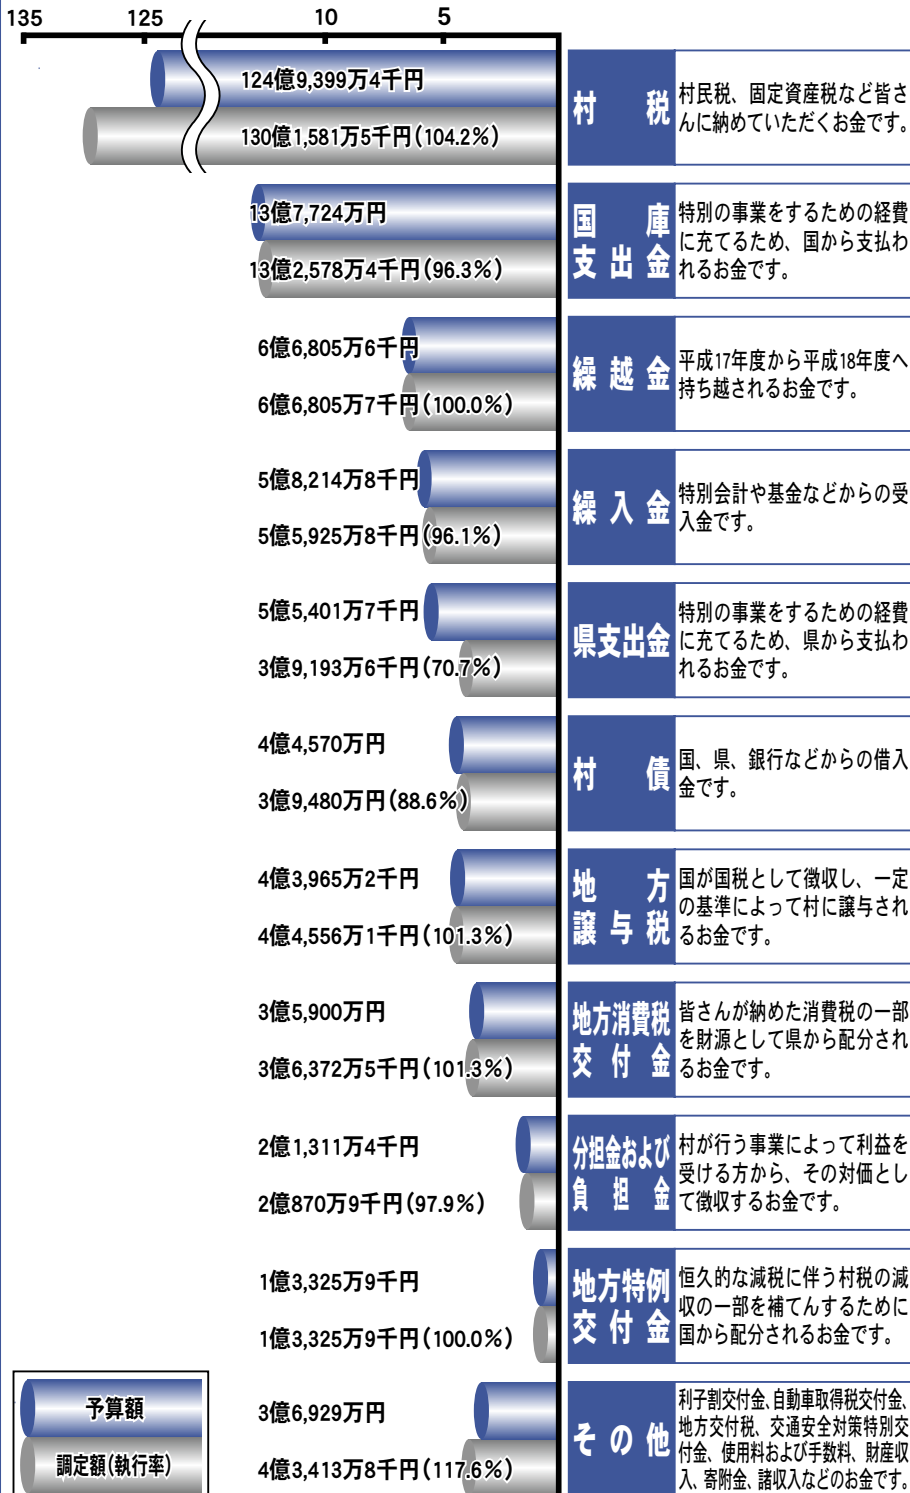 135 125 10 5
124億9,399万4千円
130億1,581万5千円(104.2%)
村税
村民税、固定資産税など皆さ
んに納めていただくお金です。
13億7,724万円
13億2,578万4千円(96.3%)
国庫
支出金
特別の事業をするための経費
に充てるため、国から支払わ
れるお金です。
6億6,805万6千円
6億6,805万7千円(100.0%)
繰越金
平成17年度から平成18年度へ
持ち越されるお金です。
5億8,214万8千円
5億5,925万8千円(96.1%)
繰入金
特別会計や基金などからの受
入金です。
5億5,401万7千円
3億9,193万6千円(70.7%)
県支出金
特別の事業をするための経費
に充てるため、県から支払わ
れるお金です。
4億4,570万円
3億9,480万円(88.6%)
村債
国、県、銀行などからの借入
金です。
4億3,965万2千円
4億4,556万1千円(101.3%)
地方
譲与税
国が国税として徴収し、一定
の基準によって村に譲与され
るお金です。
3億5,900万円
3億6,372万5千円(101.3%)
地方消費税
交付金
皆さんが納めた消費税の一部
を財源として県から配分され
るお金です。
2億1,311万4千円
2億870万9千円(97.9%)
分担金および
負担金
村が行う事業によって利益を
受ける方から、その対価とし
て徴収するお金です。
1億3,325万9千円
1億3,325万9千円(100.0%)
地方特例
交付金
恒久的な減税に伴う村税の減
収の一部を補てんするために
国から配分されるお金です。
3億6,929万円
4億3,413万8千円(117.6%)
その他
利子割交付金、自動車取得税交付金、
地方交付税、交通安全対策特別交
付金、使用料および手数料、財産収
入、寄附金、諸収入などのお金です。
予算額
調定額(執行率)